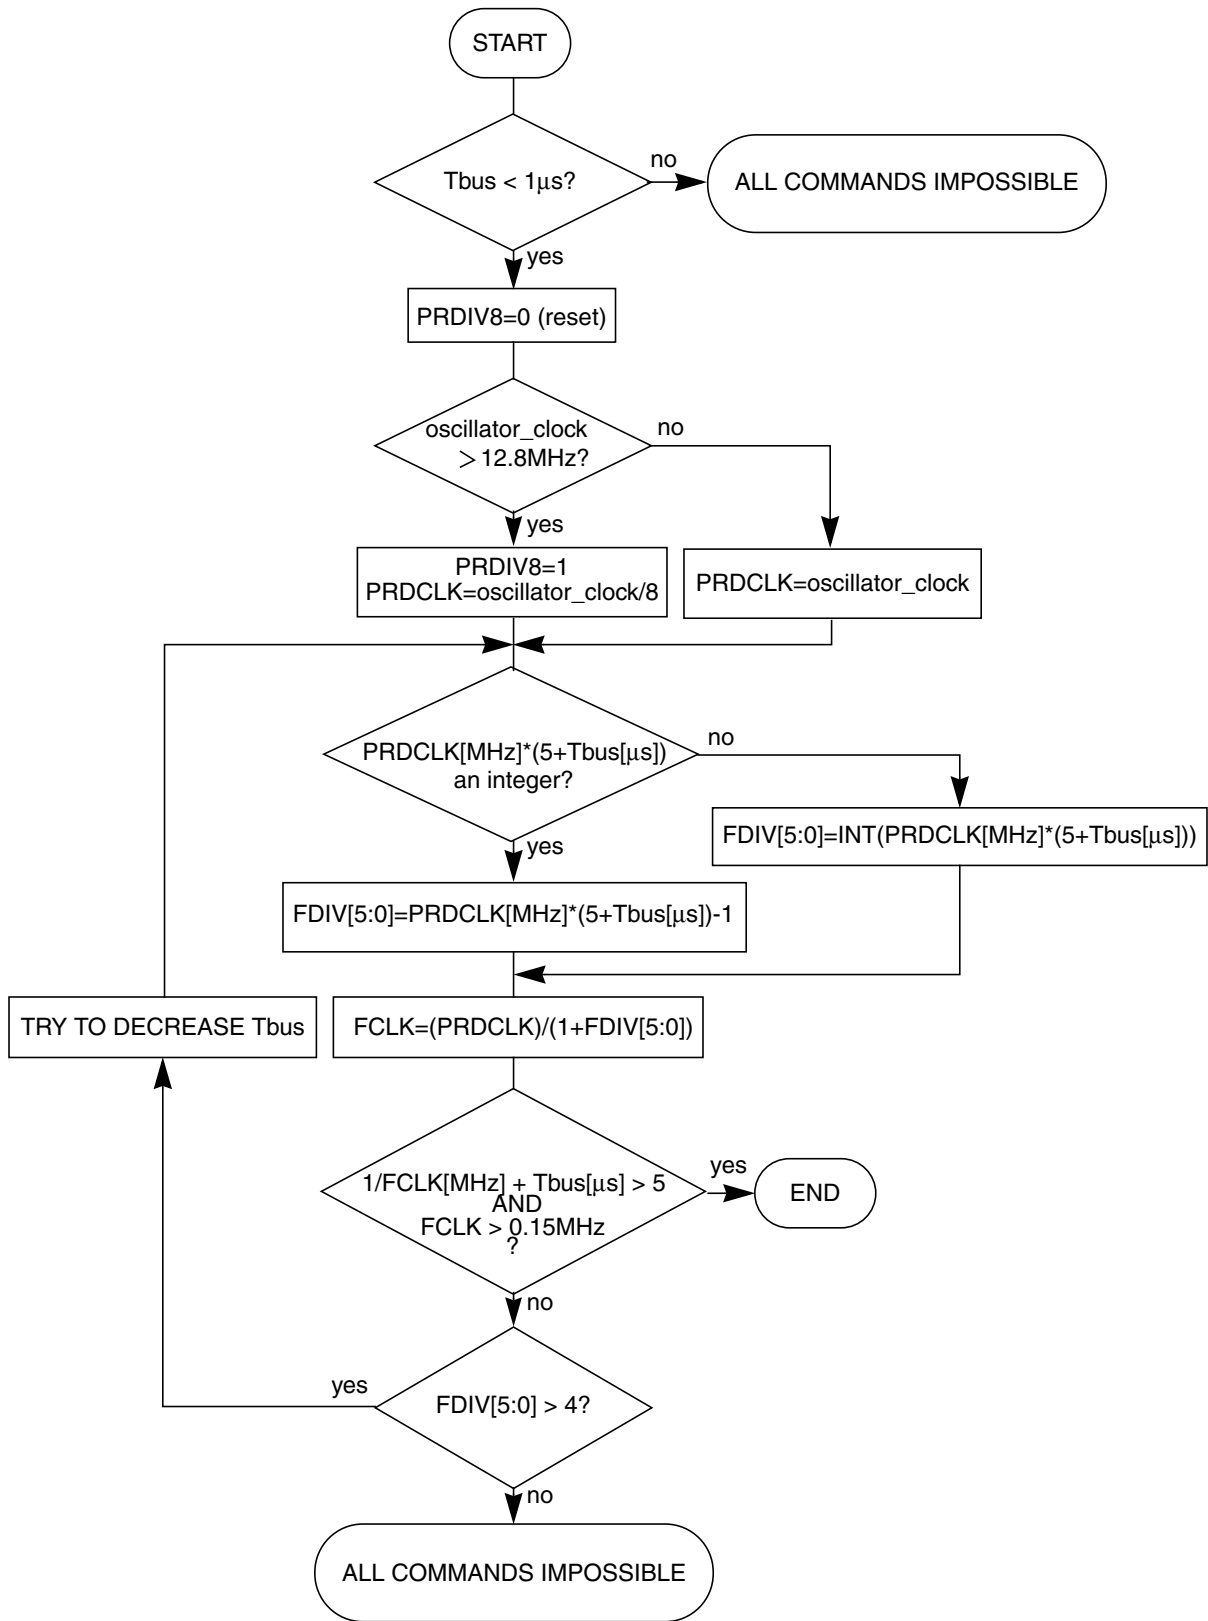 START
Tbus < 1μs?
no
ALL COMMANDS IMPOSSIBLE
yes
PRDIV8=0 (reset)
oscillator_clock
> 12.8MHz?
no
yes
PRDIV8=1
PRDCLK=oscillator_clock/8
PRDCLK=oscillator_clock
PRDCLK[MHz]*(5+Tbus[μs])
an integer?
no
yes
FDIV[5:0]=INT(PRDCLK[MHz]*(5+Tbus[μs]))
FDIV[5:0]=PRDCLK[MHz]*(5+Tbus[μs])-1
TRY TO DECREASE Tbus
FCLK=(PRDCLK)/(1+FDIV[5:0])
1/FCLK[MHz] + Tbus[μs] > 5
AND
FCLK > 0.15MHz
?
yes
END
no
FDIV[5:0] > 4?
yes
no
ALL COMMANDS IMPOSSIBLE